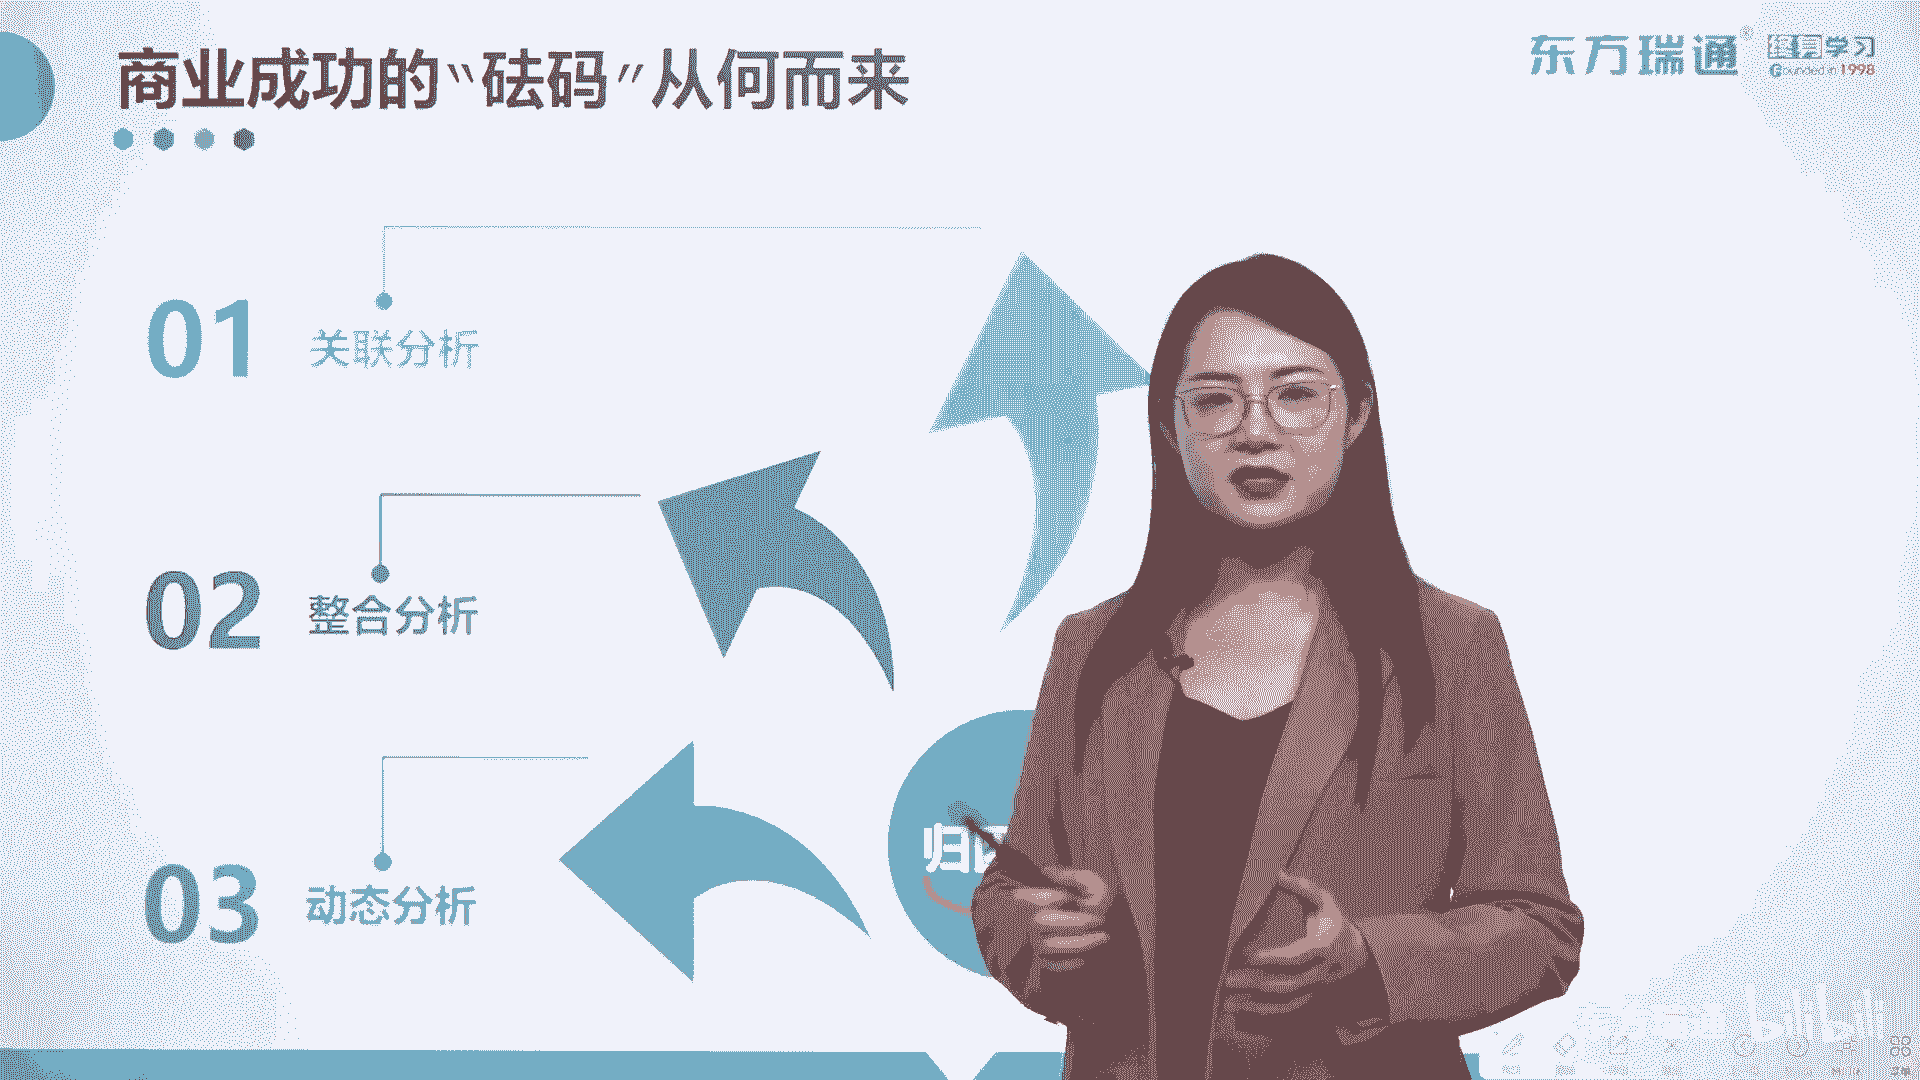 商业成功的“砝码”从何而来
东方瑞通®
终身学习
Founded in 1998
01 关联分析
02 整合分析
03 动态分析
归
bilibili